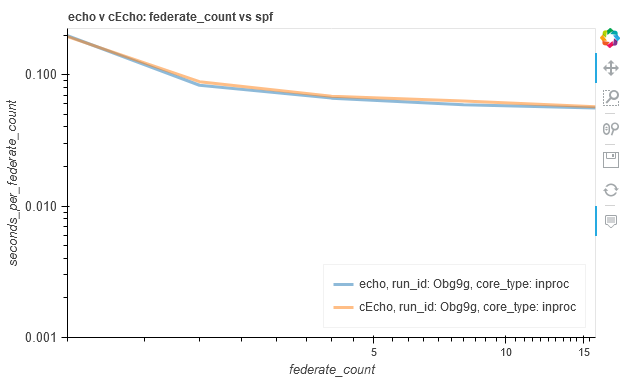 echo v cEcho: federate_count vs spf
0.100
0.010
0.001
seconds_per_federate_count
echo, run_id: Obg9g, core_type: inproc
cEcho, run_id: Obg9g, core_type: inproc
5
10
15
federate_count